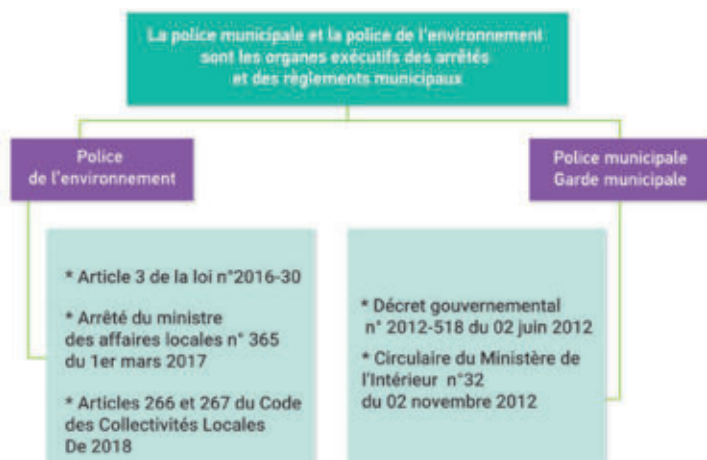 La police municipale et la police de l'environnement
sont les organes exécutifs des arrêtés
et des règlements municipaux
Police
de l'environnement
Police municipale
Garde municipale
* Article 3 de la loi n°2016-30
* Arrêté du ministre
des affaires locales n° 365
du 1er mars 2017
* Articles 266 et 267 du Code
des Collectivités Locales
De 2018
* Décret gouvernemental
n° 2012-518 du 02 juin 2012
* Circulaire du Ministère de
l'Intérieur n°32
du 02 novembre 2012